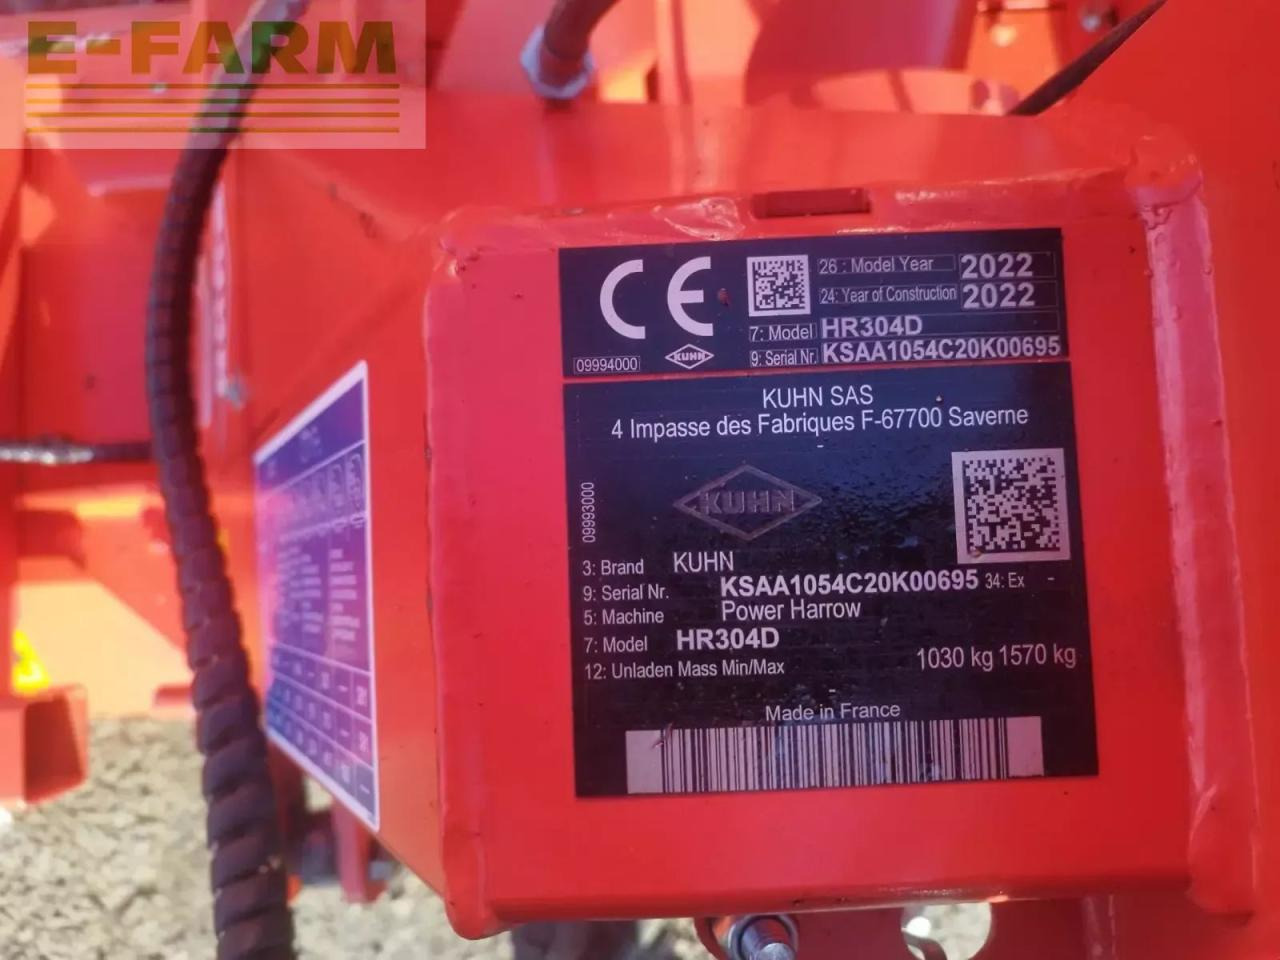 E-FARM
26 : Model Year 2022
24: Year of Construction 2022
7: Model HR304D
09994000 KUHN 9: Serial Nr. KSAA1054C20K00695
KUHN SAS
4 Impasse des Fabriques F-67700 Saverne
KUHN
09993000
3: Brand KUHN
9: Serial Nr. KSAA1054C20K00695 34: Ex -
5: Machine Power Harrow
7: Model HR304D
12: Unladen Mass Min/Max 1030 kg 1570 kg
Made in France